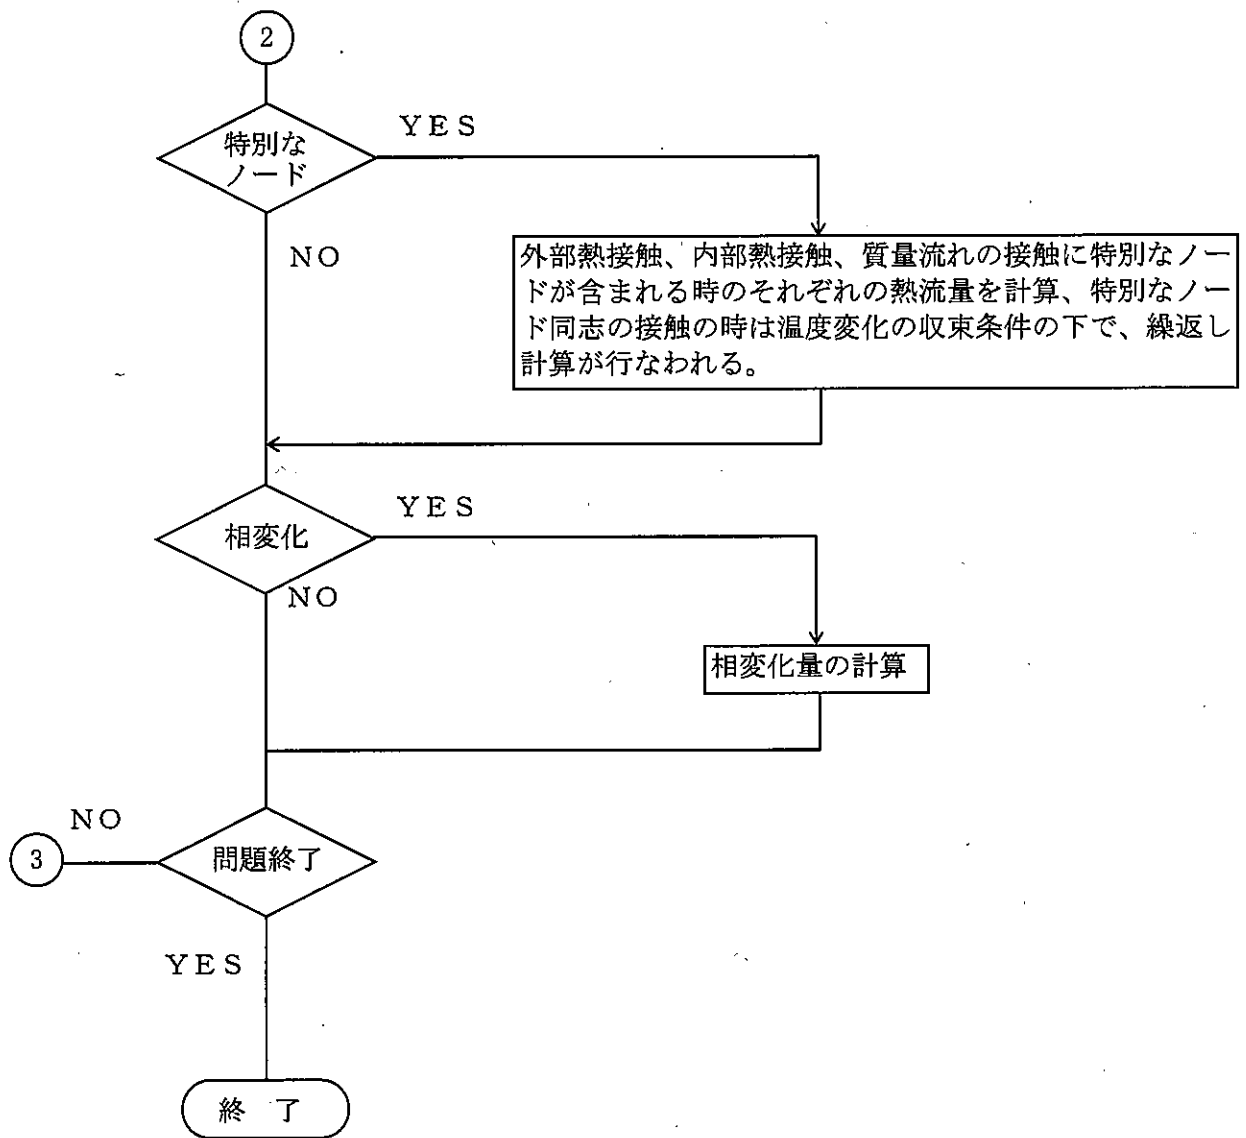 2
特別な
ノード
YES
NO
外部熱接触、内部熱接触、質量流れの接触に特別なノー
ドが含まれる時のそれぞれの熱流量を計算、特別なノー
ド同志の接触の時は温度変化の収束条件の下で、繰返し
計算が行なわれる。
相変化
YES
NO
相変化量の計算
NO
3
問題終了
YES
終 了